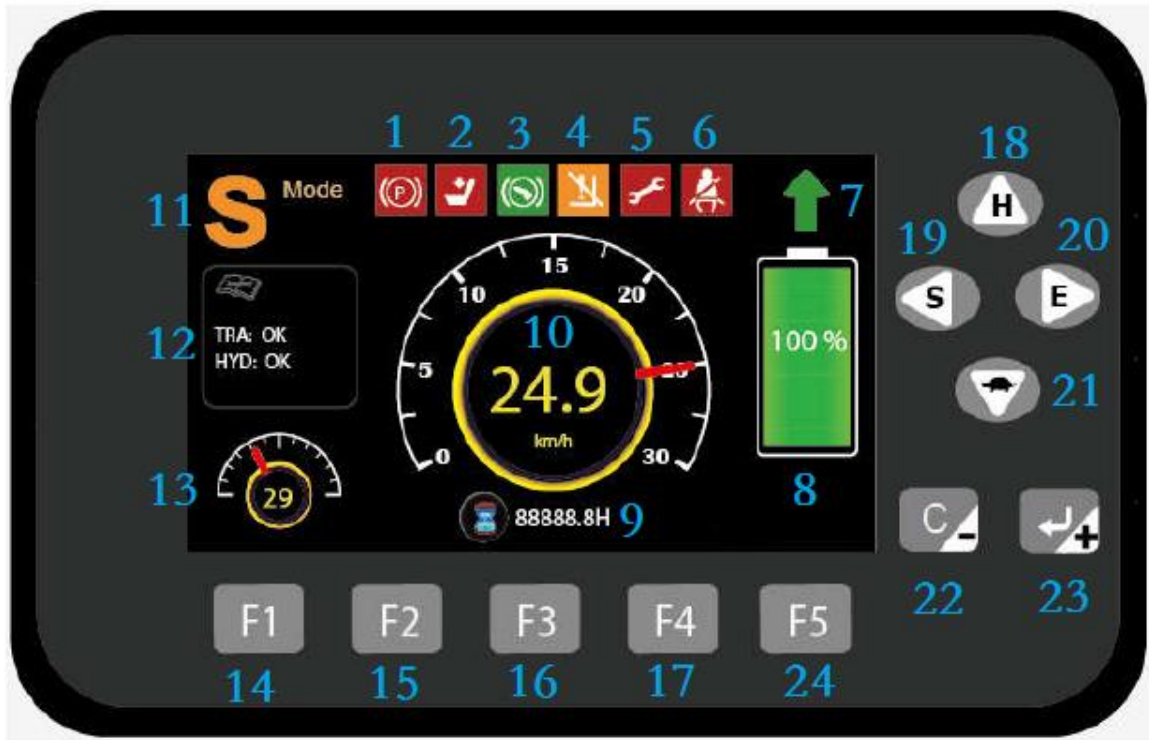 1 2 3 4 5 6
18
P
7
H
11 S Mode
19 20
15
10 20
10
S E
12 TRA: OK
HYD: OK
100 %
5 25
24.9
21
km/h
0 30
13 29
8
88888.8H 9
C - +
22 23
F1 F2 F3 F4 F5
14 15 16 17 24